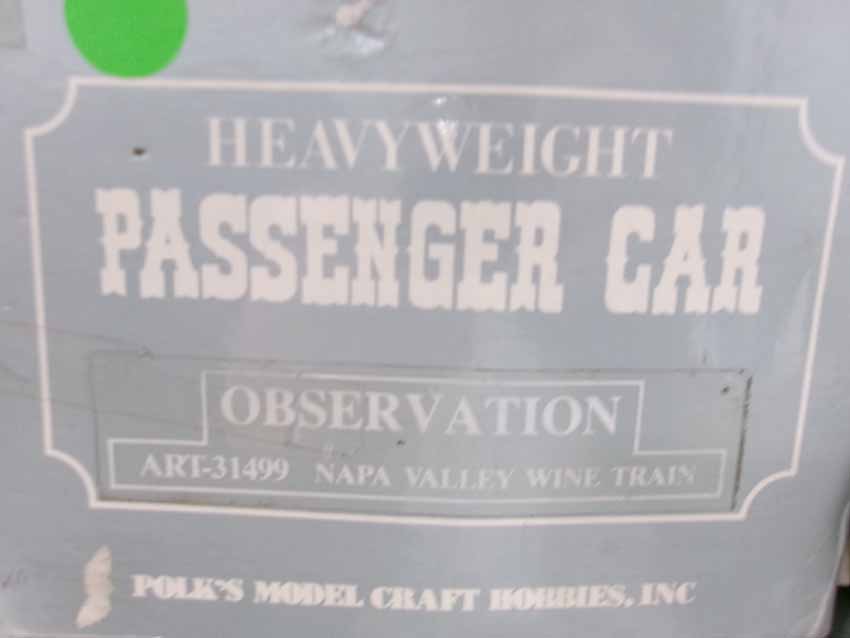 HEAVYWEIGHT
PASSENGER CAR
OBSERVATION
ART-31499 NAPA VALLEY WINE TRAIN
POLK'S MODEL CRAFT HOBBIES, INC